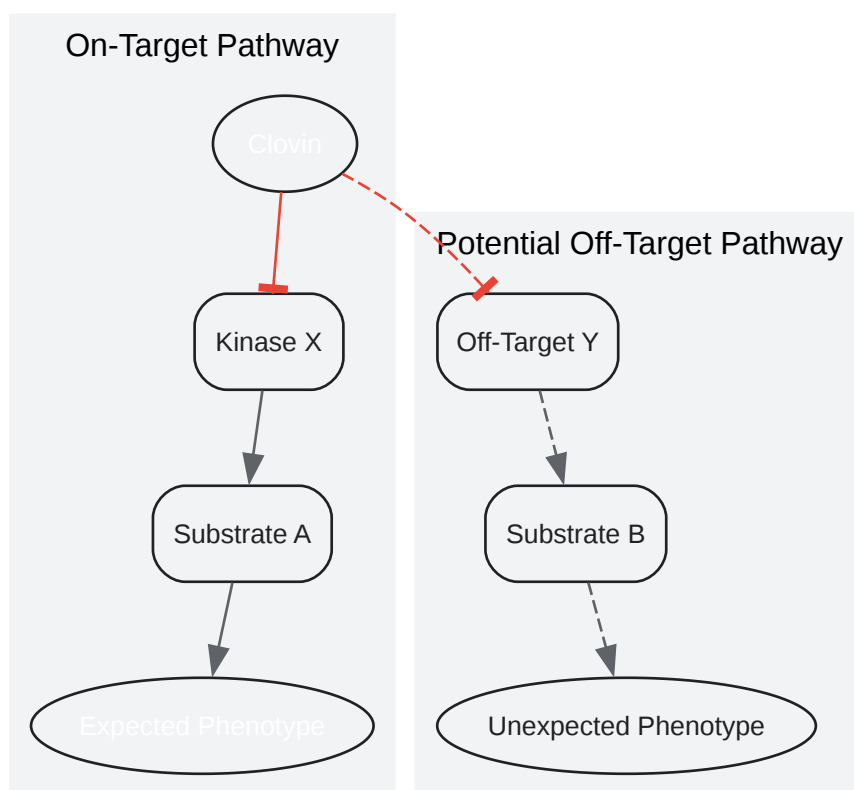 On-Target Pathway
Clovin
Kinase X
Substrate A
Expected Phenotype
Potential Off-Target Pathway
Off-Target Y
Substrate B
Unexpected Phenotype